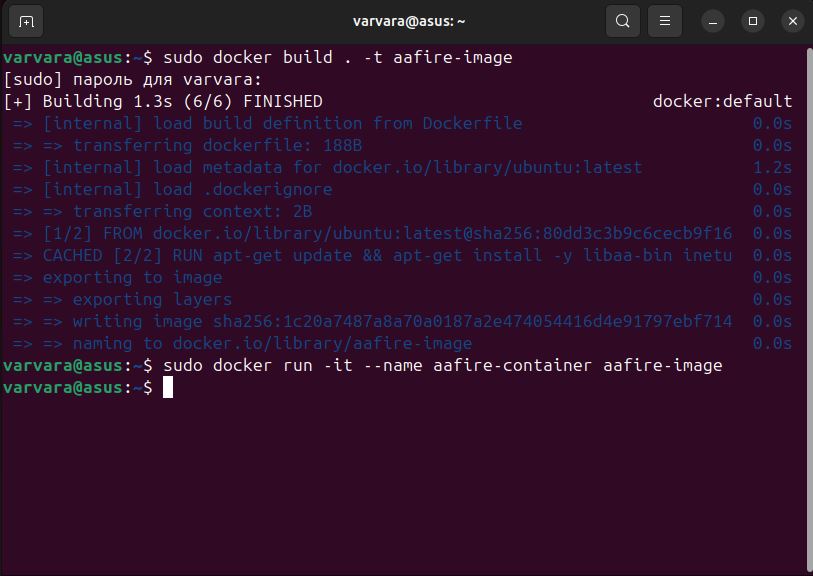 varvara@asus: ~
varvara@asus:~$ sudo docker build . -t aafire-image
[sudo] пароль для varvara:
[+] Building 1.3s (6/6) FINISHED docker:default
=> [internal] load build definition from Dockerfile 0.0s
=> => transferring dockerfile: 188B 0.0s
=> [internal] load metadata for docker.io/library/ubuntu:latest 1.2s
=> [internal] load .dockerignore 0.0s
=> => transferring context: 2B 0.0s
=> [1/2] FROM docker.io/library/ubuntu:latest@sha256:80dd3c3b9c6cecb9f16 0.0s
=> CACHED [2/2] RUN apt-get update && apt-get install -y libaa-bin inetu 0.0s
=> exporting to image 0.0s
=> => exporting layers 0.0s
=> => writing image sha256:1c20a7487a8a70a0187a2e474054416d4e91797ebf714 0.0s
=> => naming to docker.io/library/aafire-image 0.0s
varvara@asus:~$ sudo docker run -it --name aafire-container aafire-image
varvara@asus:~$